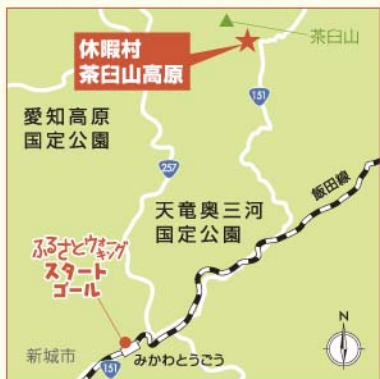 休暇村
茶臼山高原
茶臼山
151
愛知高原
国定公園
257
飯田線
天竜奥三河
国定公園
ふるさとウォーキング
スタート
ゴール
N
新城市
みかわとうごう
151